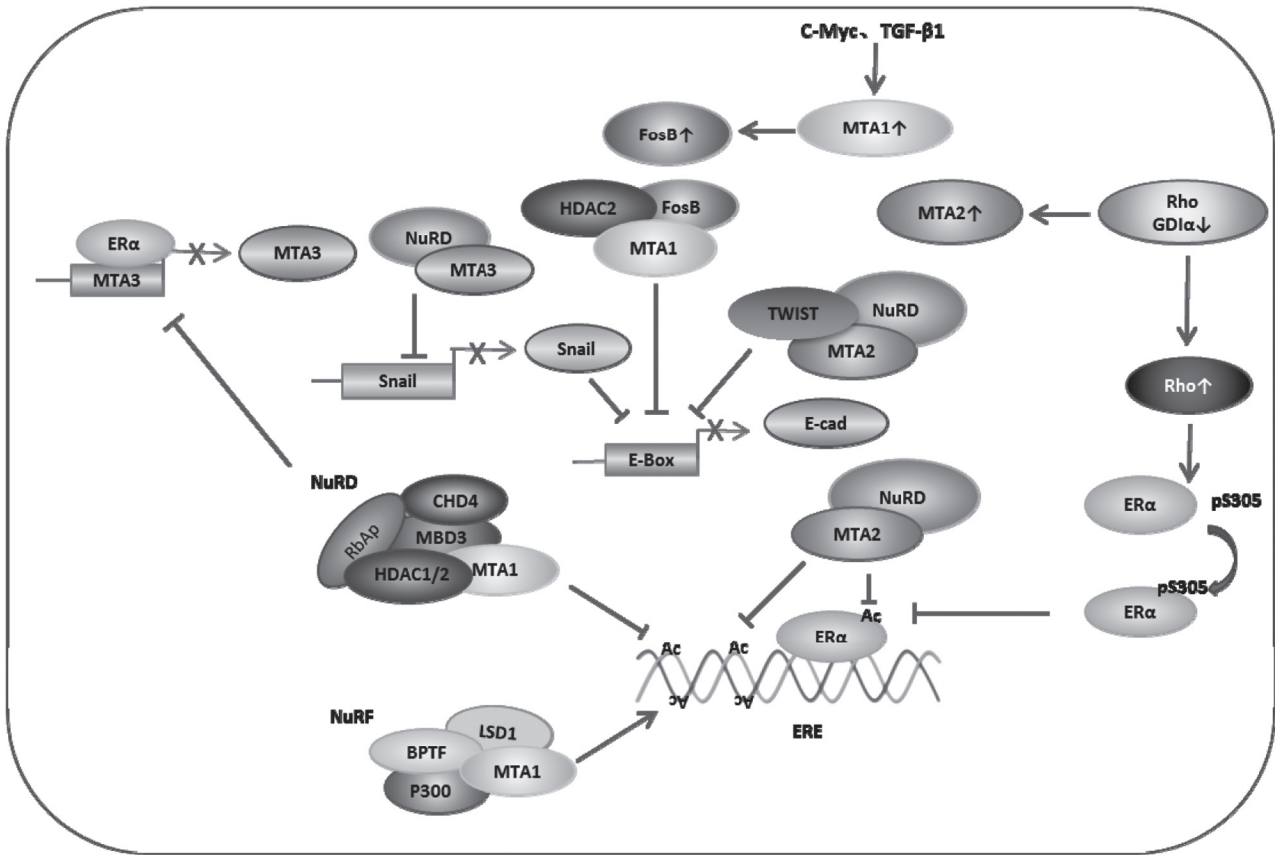 C-Myc、TGF-β1
MTA1↑
FosB↑
HDAC2
FosB
MTA1
MTA2↑
Rho
GDIα↓
ERα
MTA3
X
MTA3
NuRD
MTA3
Snail
X
Snail
TWIST
NuRD
MTA2
Rho↑
E-Box
X
E-cad
NuRD
CHD4
RbAp
MBD3
HDAC1/2
MTA1
NuRD
MTA2
ERα
pS305
pS305
ERα
Ac
ERα
Ac
Ac
Ac
Ac
ERE
NuRF
LSD1
BPTF
MTA1
P300